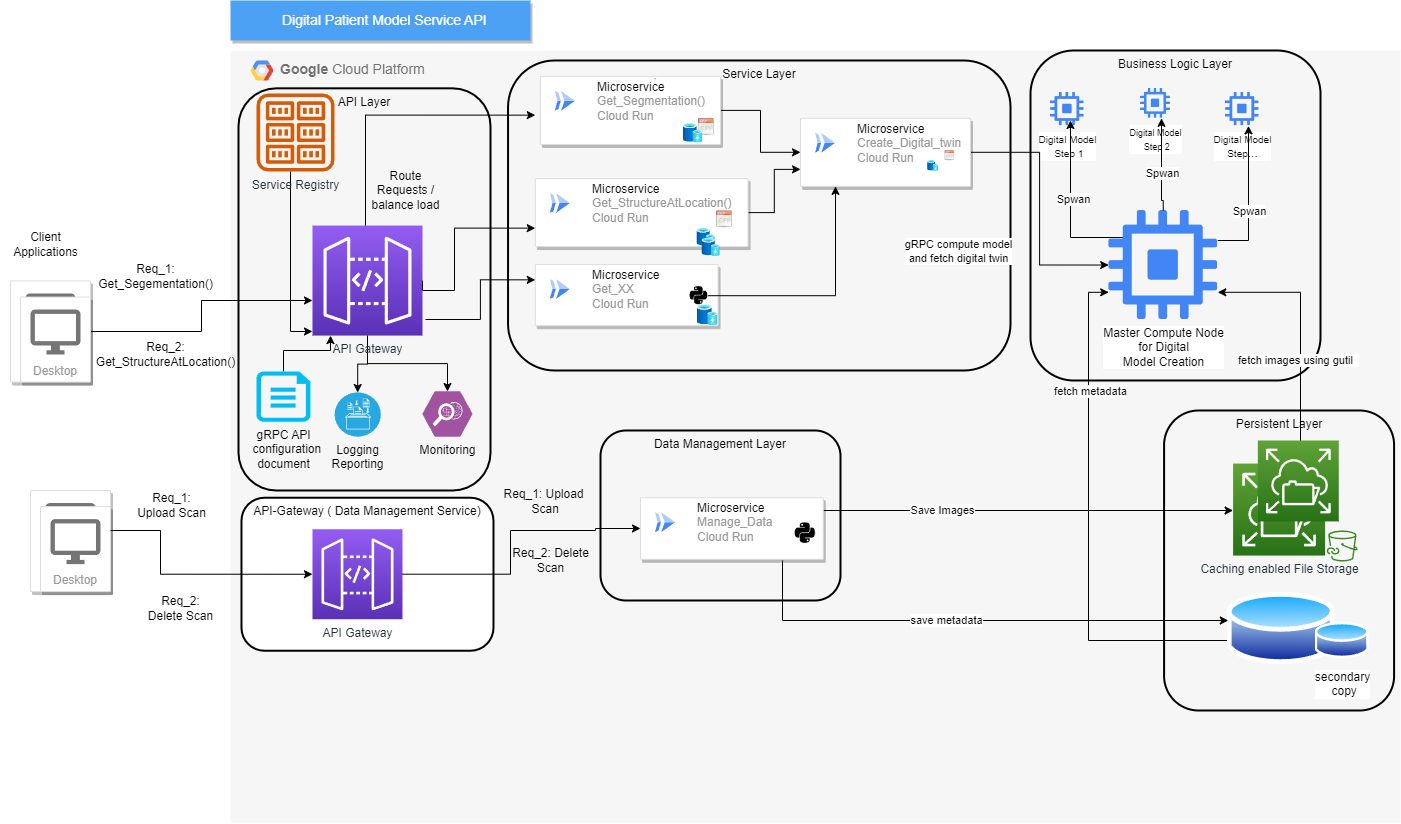 Digital Patient Model Service API
Google Cloud Platform
API Layer
Service Registry
Route
Requests /
balance load
Client
Applications
Req_1:
Get_Segementation()
Req_2:
Get_StructureAtLocation()
Desktop
API Gateway
gRPC API
configuration
document
Logging
Reporting
Monitoring
Service Layer
Microservice
Get_Segmentation()
Cloud Run
Microservice
Get_StructureAtLocation()
Cloud Run
Microservice
Get_XX
Cloud Run
Microservice
Create_Digital_twin
Cloud Run
gRPC compute model
and fetch digital twin
Business Logic Layer
Digital Model
Step 1
Digital Model
Step 2
Digital Model
Step...
Spwan
Spwan
Spwan
Master Compute Node
for Digital
Model Creation
fetch images using gutil
fetch metadata
Req_1:
Upload Scan
Desktop
Req_2:
Delete Scan
API-Gateway ( Data Management Service)
API Gateway
Req_1: Upload
Scan
Req_2: Delete
Scan
Data Management Layer
Microservice
Manage_Data
Cloud Run
Save Images
save metadata
Persistent Layer
Caching enabled File Storage
secondary
copy